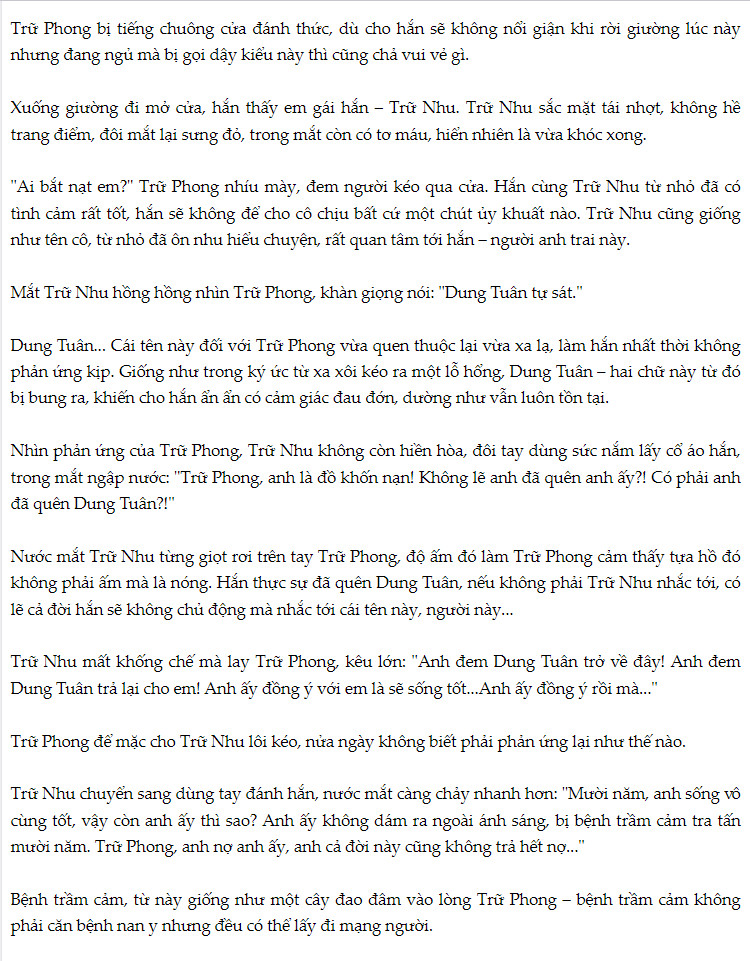 Trữ Phong bị tiếng chuông cửa đánh thức, dù cho hắn sẽ không nổi giận khi rời giường lúc này
nhưng đang ngủ mà bị gọi dậy kiểu này thì cũng chả vui vẻ gì.
Xuống giường đi mở cửa, hắn thấy em gái hắn – Trữ Nhu. Trữ Nhu sắc mặt tái nhợt, không hề
trang điểm, đôi mắt lại sưng đỏ, trong mắt còn có tơ máu, hiển nhiên là vừa khóc xong.
"Ai bắt nạt em?" Trữ Phong nhíu mày, đem người kéo qua cửa. Hắn cùng Trữ Nhu từ nhỏ đã có
tình cảm rất tốt, hắn sẽ không để cho cô chịu bất cứ một chút ủy khuất nào. Trữ Nhu cũng giống
như tên cô, từ nhỏ đã ôn nhu hiểu chuyện, rất quan tâm tới hắn – người anh trai này.
Mắt Trữ Nhu hồng hồng nhìn Trữ Phong, khàn giọng nói: "Dung Tuân tự sát."
Dung Tuân... Cái tên này đối với Trữ Phong vừa quen thuộc lại vừa xa lạ, làm hắn nhất thời không
phản ứng kịp. Giống như trong ký ức từ xa xôi kéo ra một lỗ hổng, Dung Tuân – hai chữ này từ đó
bị bung ra, khiến cho hắn ẩn ẩn có cảm giác đau đớn, dường như vẫn luôn tồn tại.
Nhìn phản ứng của Trữ Phong, Trữ Nhu không còn hiền hòa, đôi tay dùng sức nắm lấy cổ áo hắn,
trong mắt ngập nước: "Trữ Phong, anh là đồ khốn nạn! Không lẽ anh đã quên anh ấy?! Có phải anh
đã quên Dung Tuân?!"
Nước mắt Trữ Nhu từng giọt rơi trên tay Trữ Phong, độ ấm đó làm Trữ Phong cảm thấy tựa hồ đó
không phải ấm mà là nóng. Hắn thực sự đã quên Dung Tuân, nếu không phải Trữ Nhu nhắc tới, có
lẽ cả đời hắn sẽ không chủ động mà nhắc tới cái tên này, người này...
Trữ Nhu mất khống chế mà lay Trữ Phong, kêu lớn: "Anh đem Dung Tuân trở về đây! Anh đem
Dung Tuân trả lại cho em! Anh ấy đồng ý với em là sẽ sống tốt...Anh ấy đồng ý rồi mà..."
Trữ Phong để mặc cho Trữ Nhu lôi kéo, nửa ngày không biết phải phản ứng lại như thế nào.
Trữ Nhu chuyển sang dùng tay đánh hắn, nước mắt càng chảy nhanh hơn: "Mười năm, anh sống vô
cùng tốt, vậy còn anh ấy thì sao? Anh ấy không dám ra ngoài ánh sáng, bị bệnh trầm cảm tra tấn
mười năm. Trữ Phong, anh nợ anh ấy, anh cả đời này cũng không trả hết nợ..."
Bệnh trầm cảm, từ này giống như một cây đao đâm vào lòng Trữ Phong – bệnh trầm cảm không
phải căn bệnh nan y nhưng đều có thể lấy đi mạng người.